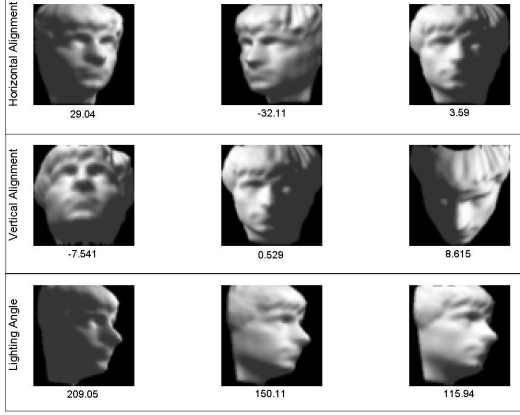 Horizontal Alignment
29.04 -32.11 3.59
Vertical Alignment
-7.541 0.529 8.615
Lighting Angle
209.05 150.11 115.94